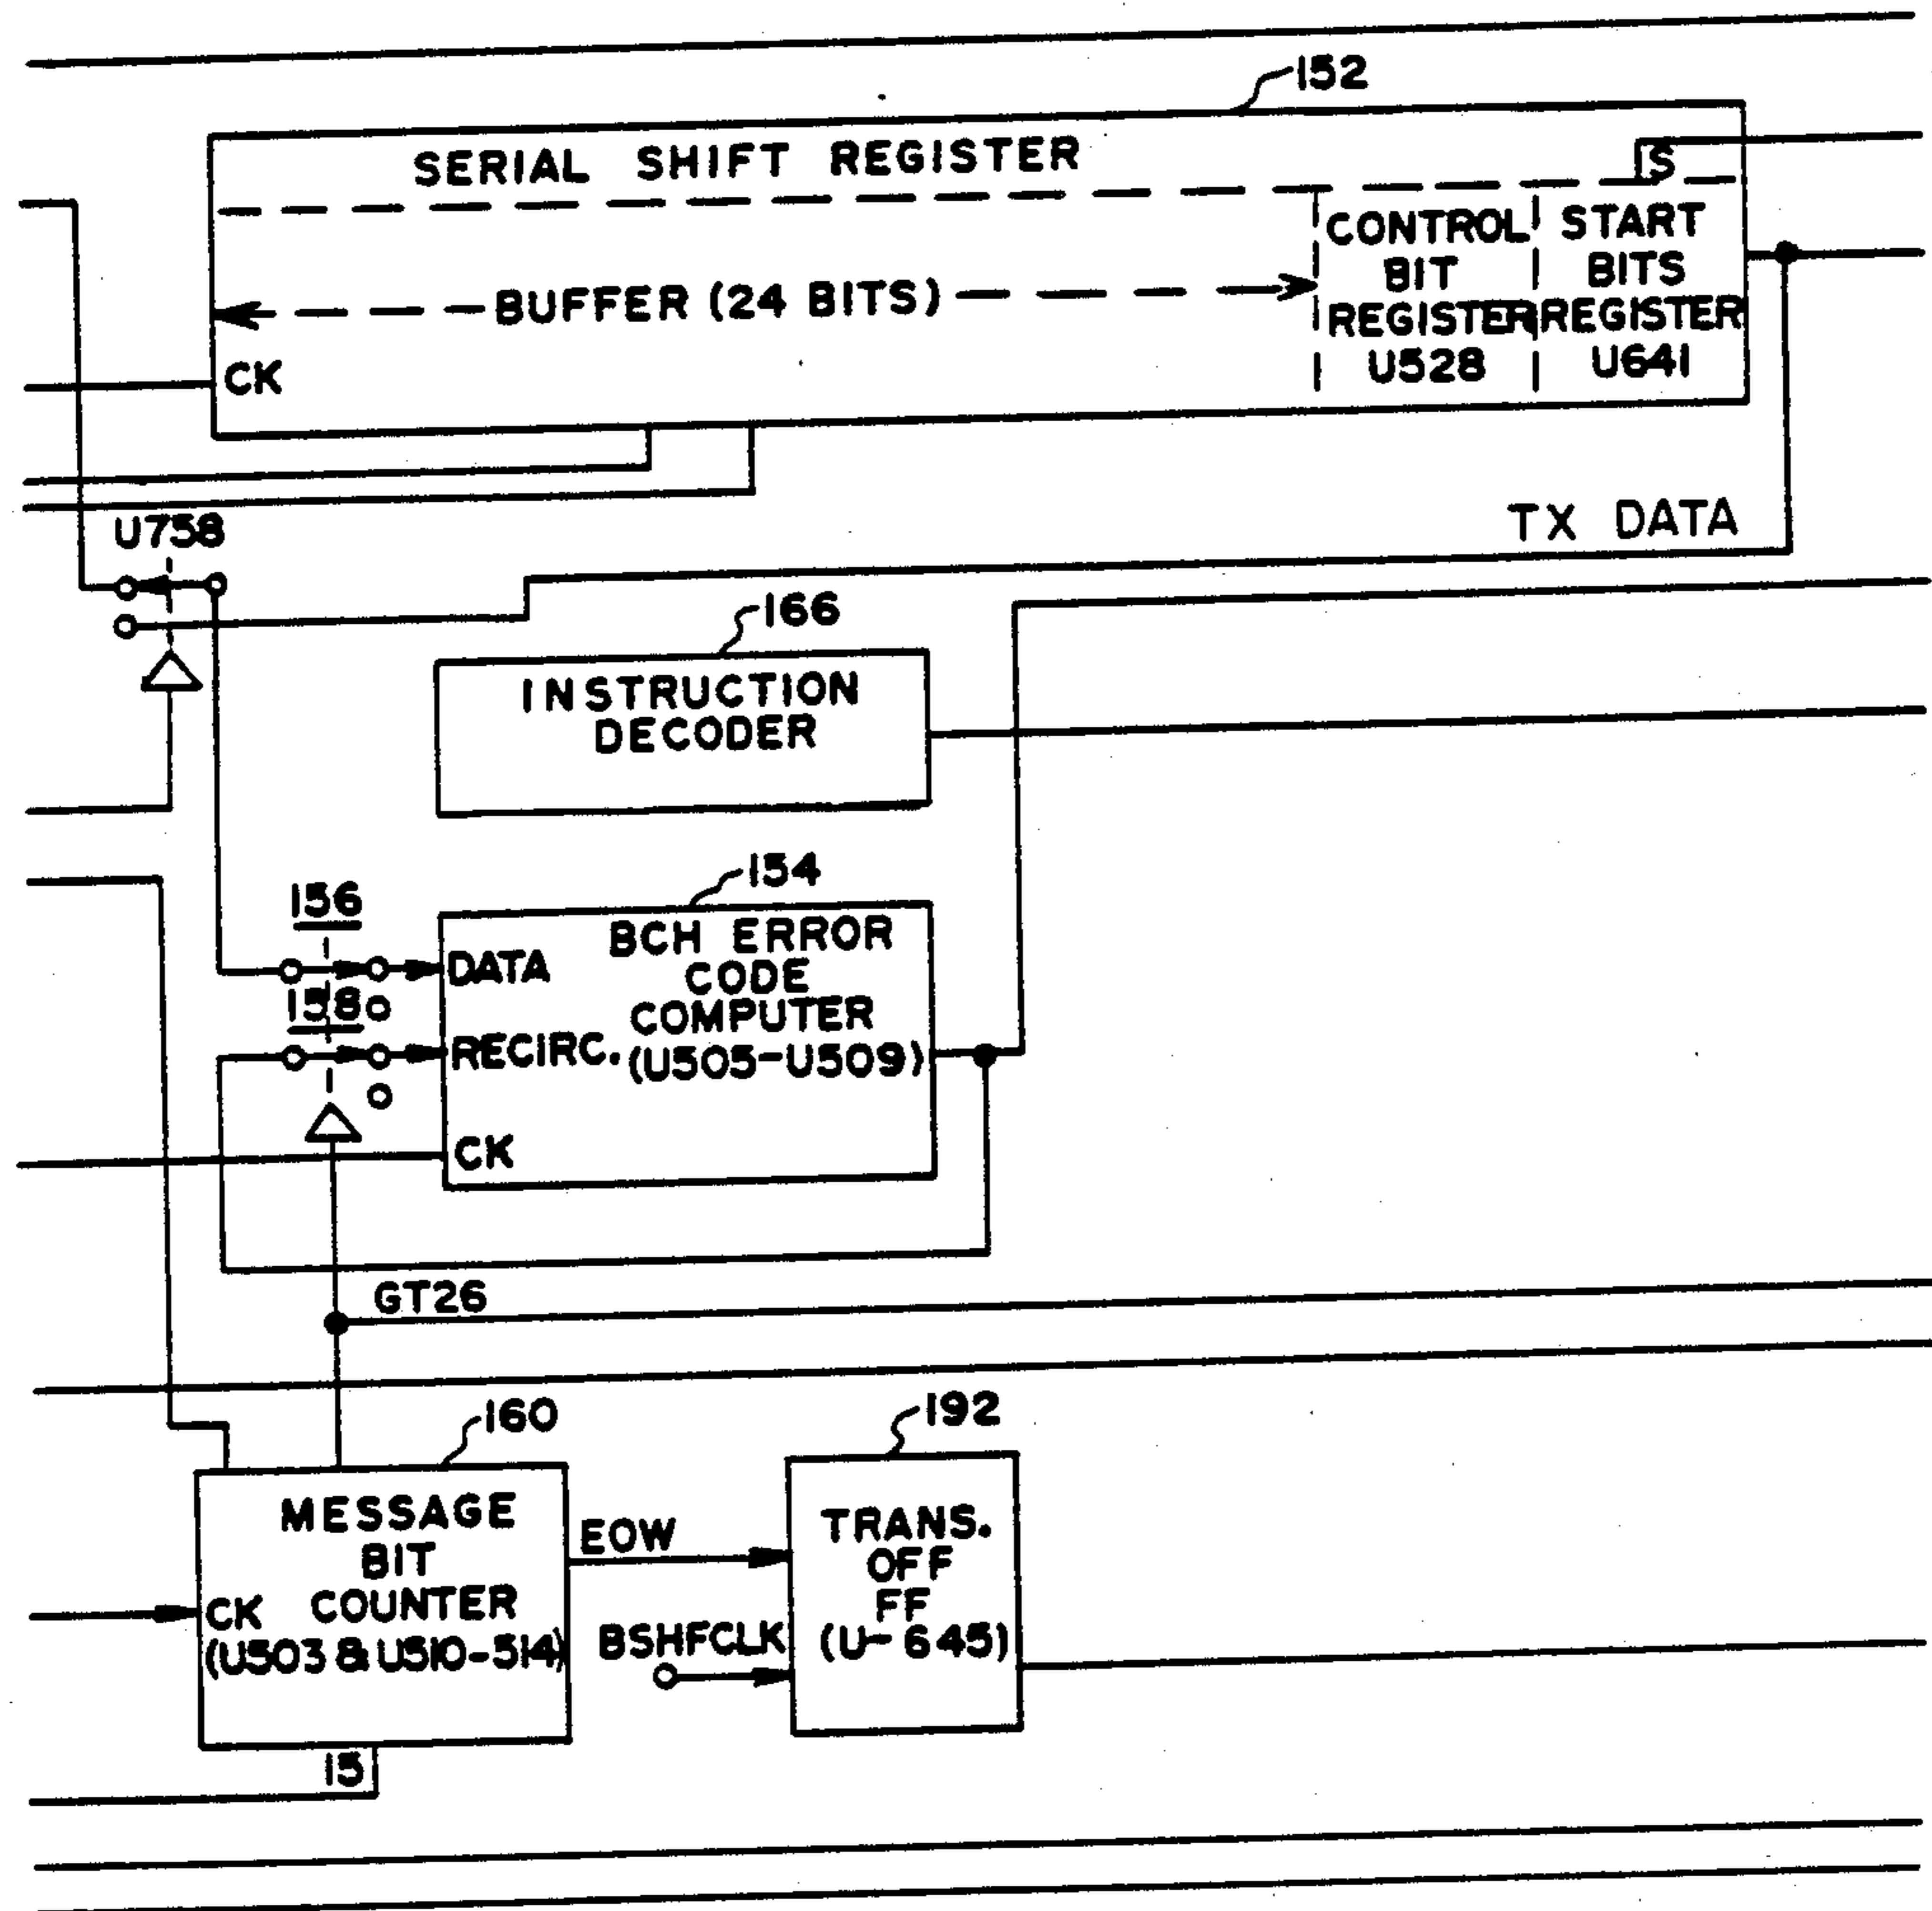 152
SERIAL SHIFT REGISTER
IS
CONTROL
BIT
REGISTER
U528
START
BITS
REGISTER
U641
BUFFER (24 BITS)
CK
TX DATA
U758
166
INSTRUCTION
DECODER
154
156
158
DATA
RECIRC.
CK
BCH ERROR
CODE
COMPUTER
(U505-U509)
GT26
160
MESSAGE
BIT
COUNTER
CK
(U503 & U510-514)
EOW
BSHFCLK
192
TRANS.
OFF
FF
(U-645)
15